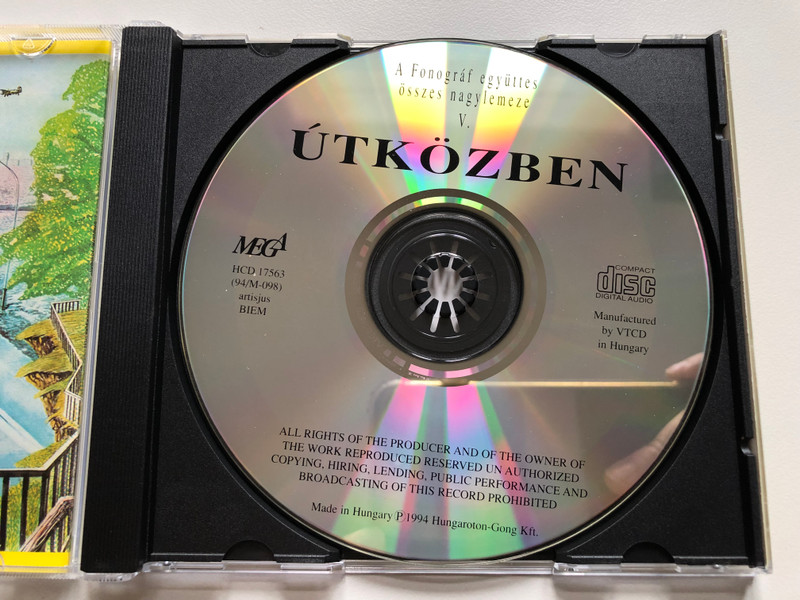 A Fonográf együttes
összes nagylemeze
V.
ÚTKÖZBEN
MEGA
HCD 17563
(94/M-098)
artisjus
BIEM
COMPACT
disc
DIGITAL AUDIO
Manufactured
by VTCD
in Hungary
ALL RIGHTS OF THE PRODUCER AND OF THE OWNER OF
THE WORK REPRODUCED RESERVED UN AUTHORIZED
COPYING, HIRING, LENDING, PUBLIC PERFORMANCE AND
BROADCASTING OF THIS RECORD PROHIBITED
Made in Hungary ℗ 1994 Hungaroton-Gong Kft.